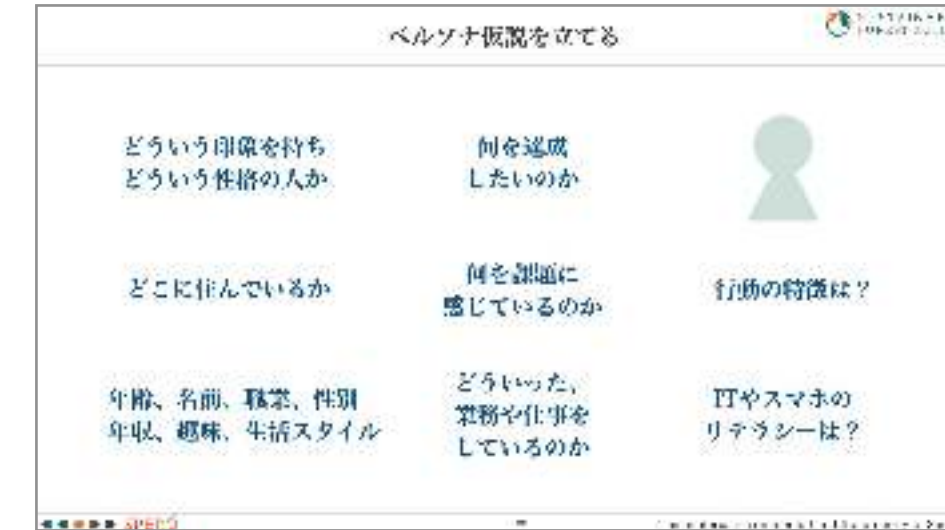 ペルソナ仮説を立てる
どういう印象を持ち
どういう性格の人か
何を達成
したいのか
どこに住んでいるか
何を課題に
感じているのか
行動の特徴は？
年齢、名前、職業、性別
年収、趣味、生活スタイル
どういった、
業務や仕事を
しているのか
ITやスマホの
リテラシーは？